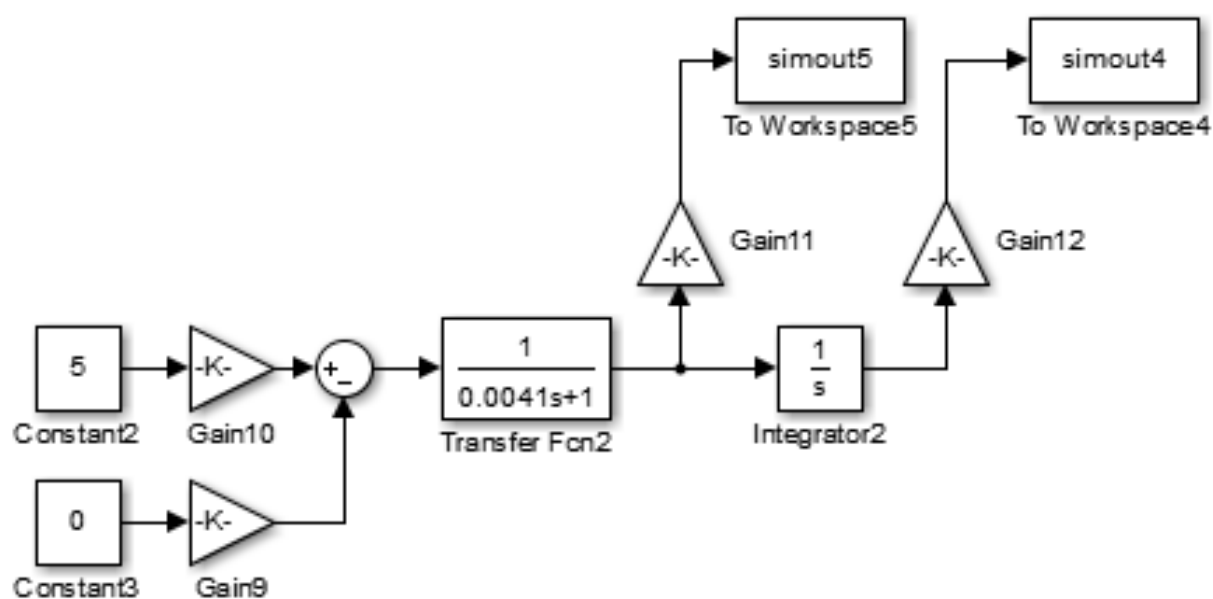 simout5
simout4
To Workspace5
To Workspace4
-K-
Gain11
-K-
Gain12
5
-K-
+
_
1
0.0041s+1
1
s
Constant2
Gain10
Transfer Fcn2
Integrator2
0
-K-
Constant3
Gain9